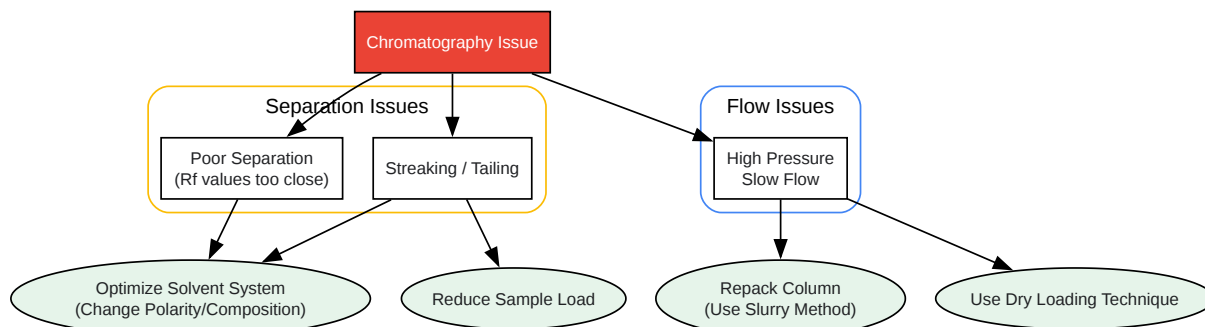 Chromatography Issue
Separation Issues
Flow Issues
Poor Separation
(Rf values too close)
Streaking / Tailing
High Pressure
Slow Flow
Optimize Solvent System
(Change Polarity/Composition)
Reduce Sample Load
Repack Column
(Use Slurry Method)
Use Dry Loading Technique